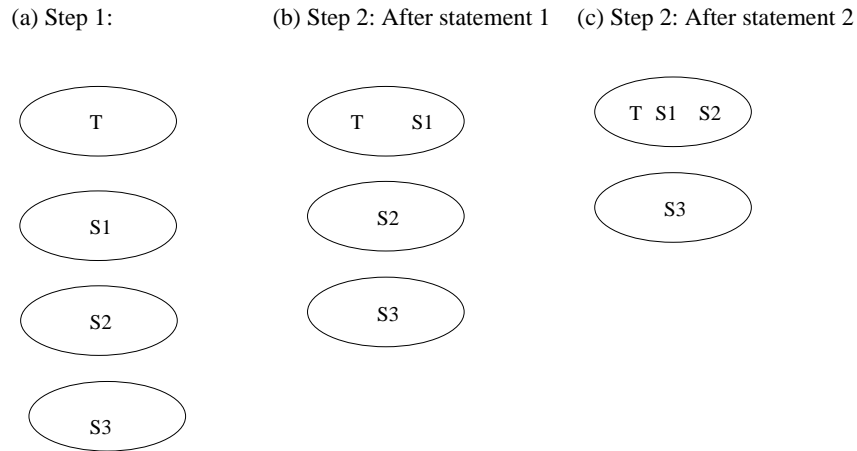 (a) Step 1:
(b) Step 2: After statement 1
(c) Step 2: After statement 2
T
S1
S2
S3
T S1
S2
S3
T S1 S2
S3